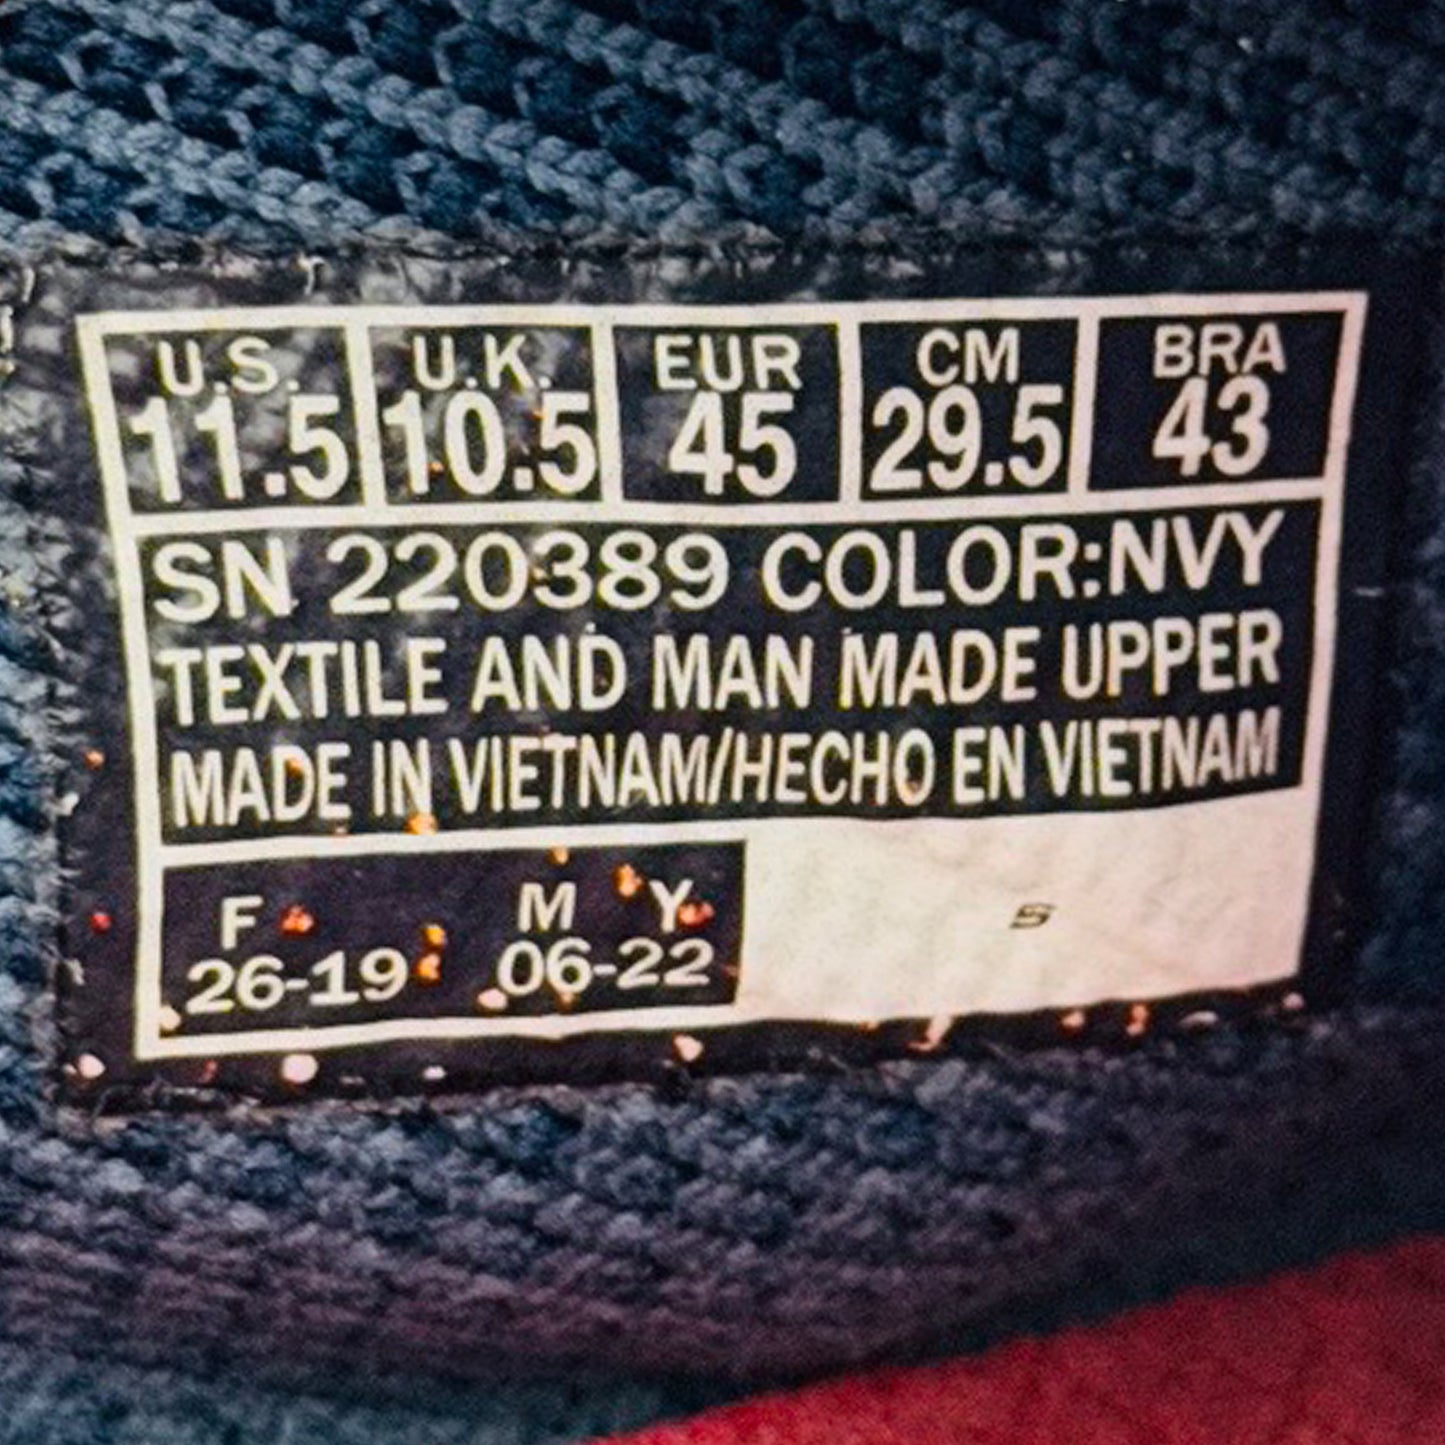 U.S. U.K. EUR CM BRA
11.5 10.5 45 29.5 43
SN 220389 COLOR:NVY
TEXTILE AND MAN MADE UPPER
MADE IN VIETNAM/HECHO EN VIETNAM
F M Y
26-19 06-22
S